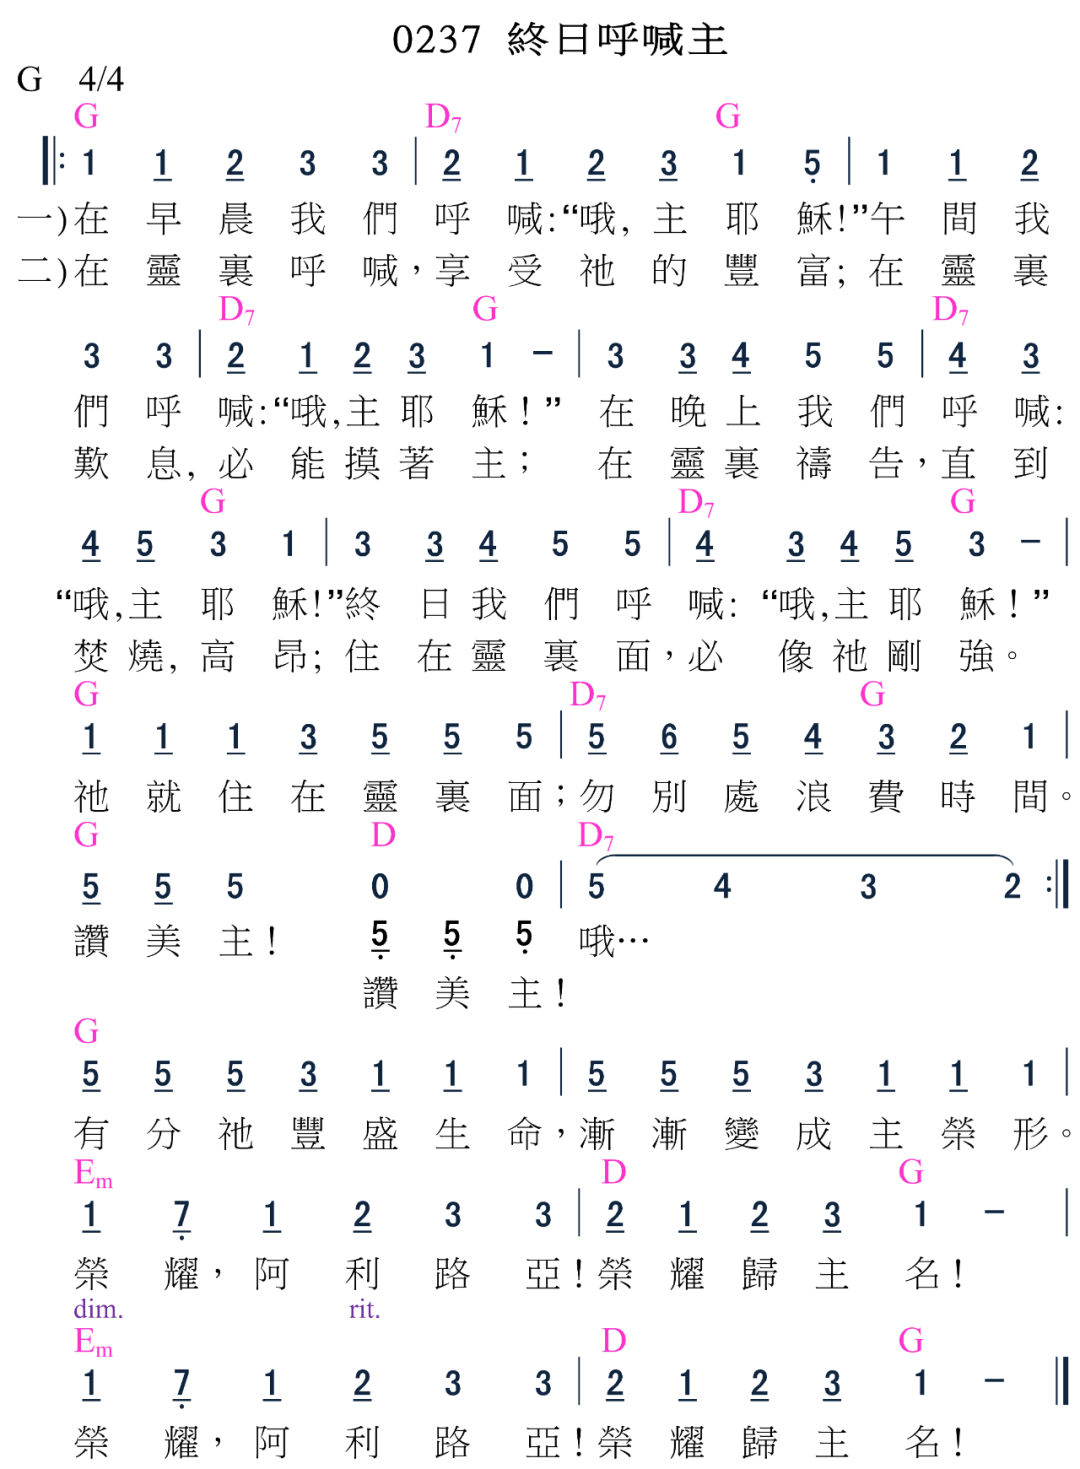 0237 終日呼喊主
G 4/4
G D7 G
1 1 2 3 3 2 1 2 3 1 5 1 1 2
一)在早晨我們呼喊:“哦,主耶穌!”午間我
二)在靈裏呼喊，享受祂的豐富;在靈裏
D7 G D7
3 3 2 1 2 3 1 – 3 3 4 5 5 4 3
們呼喊:“哦,主耶穌！” 在晚上我們呼喊:
歎息,必能摸著主； 在靈裏禱告，直到
G D7 G
4 5 3 1 3 3 4 5 5 4 3 4 5 3 –
“哦,主耶穌!”終日我們呼喊:“哦,主耶穌！”
焚燒,高昂;住在靈裏面，必像祂剛強。
G D7 G
1 1 1 3 5 5 5 5 6 5 4 3 2 1
祂就住在靈裏面；勿別處浪費時間。
G D D7
5 5 5 0 0 5 4 3 2
讚美主！ 5 5 5 哦…
讚美主！
G
5 5 5 3 1 1 1 5 5 5 3 1 1 1
有分祂豐盛生命，漸漸變成主榮形。
Em D G
1 7 1 2 3 3 2 1 2 3 1 –
榮耀，阿利路亞！榮耀歸主名！
dim. rit.
Em D G
1 7 1 2 3 3 2 1 2 3 1 –
榮耀，阿利路亞！榮耀歸主名！